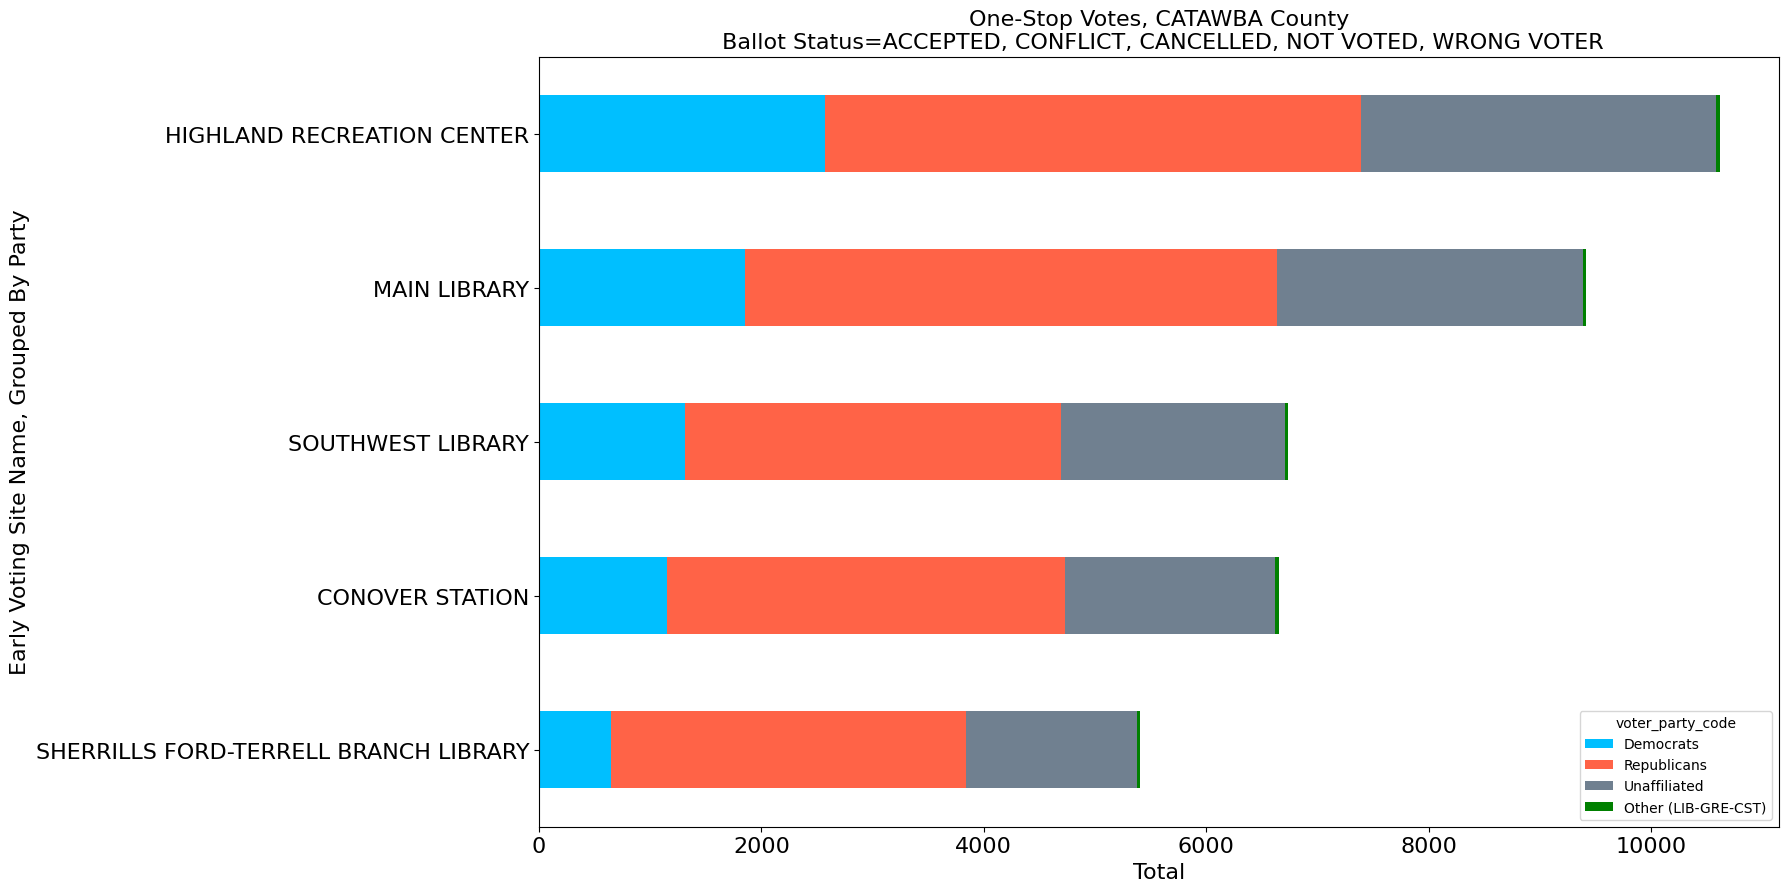 One-Stop Votes, CATAWBA County
Ballot Status=ACCEPTED, CONFLICT, CANCELLED, NOT VOTED, WRONG VOTER
Early Voting Site Name, Grouped By Party
HIGHLAND RECREATION CENTER
MAIN LIBRARY
SOUTHWEST LIBRARY
CONOVER STATION
SHERRILLS FORD-TERRELL BRANCH LIBRARY
voter_party_code
Democrats
Republicans
Unaffiliated
Other (LIB-GRE-CST)
0 2000 4000 6000 8000 10000
Total